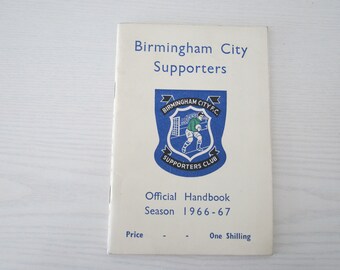 Birmingham City
Supporters
BIRMINGHAM CITY F.C.
SUPPORTERS CLUB
Official Handbook
Season 1966-67
Price - - One Shilling